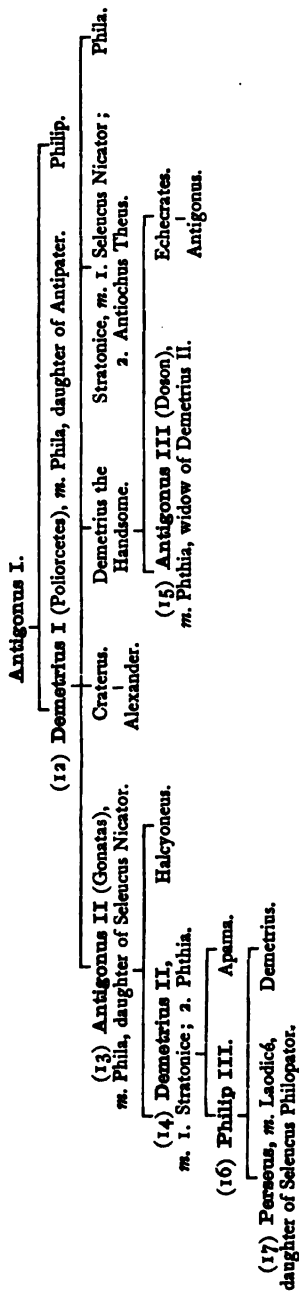 Antigonus I.
(12) Demetrius I (Poliorcetes), m. Phila, daughter of Antipater.
Philip.
(13) Antigonus II (Gonatas),
m. Phila, daughter of Seleucus Nicator.
Craterus.
Alexander.
Demetrius the
Handsome.
Stratonice, m. 1. Seleucus Nicator;
2. Antiochus Theus.
Phila.
(14) Demetrius II,
m. 1. Stratonice; 2. Phthia.
Halcyoneus.
(15) Antigonus III (Doson),
m. Phthia, widow of Demetrius II.
Echecrates.
Antigonus.
(16) Philip III.
Apama.
(17) Perseus, m. Laodicé,
daughter of Seleucus Philopator.
Demetrius.